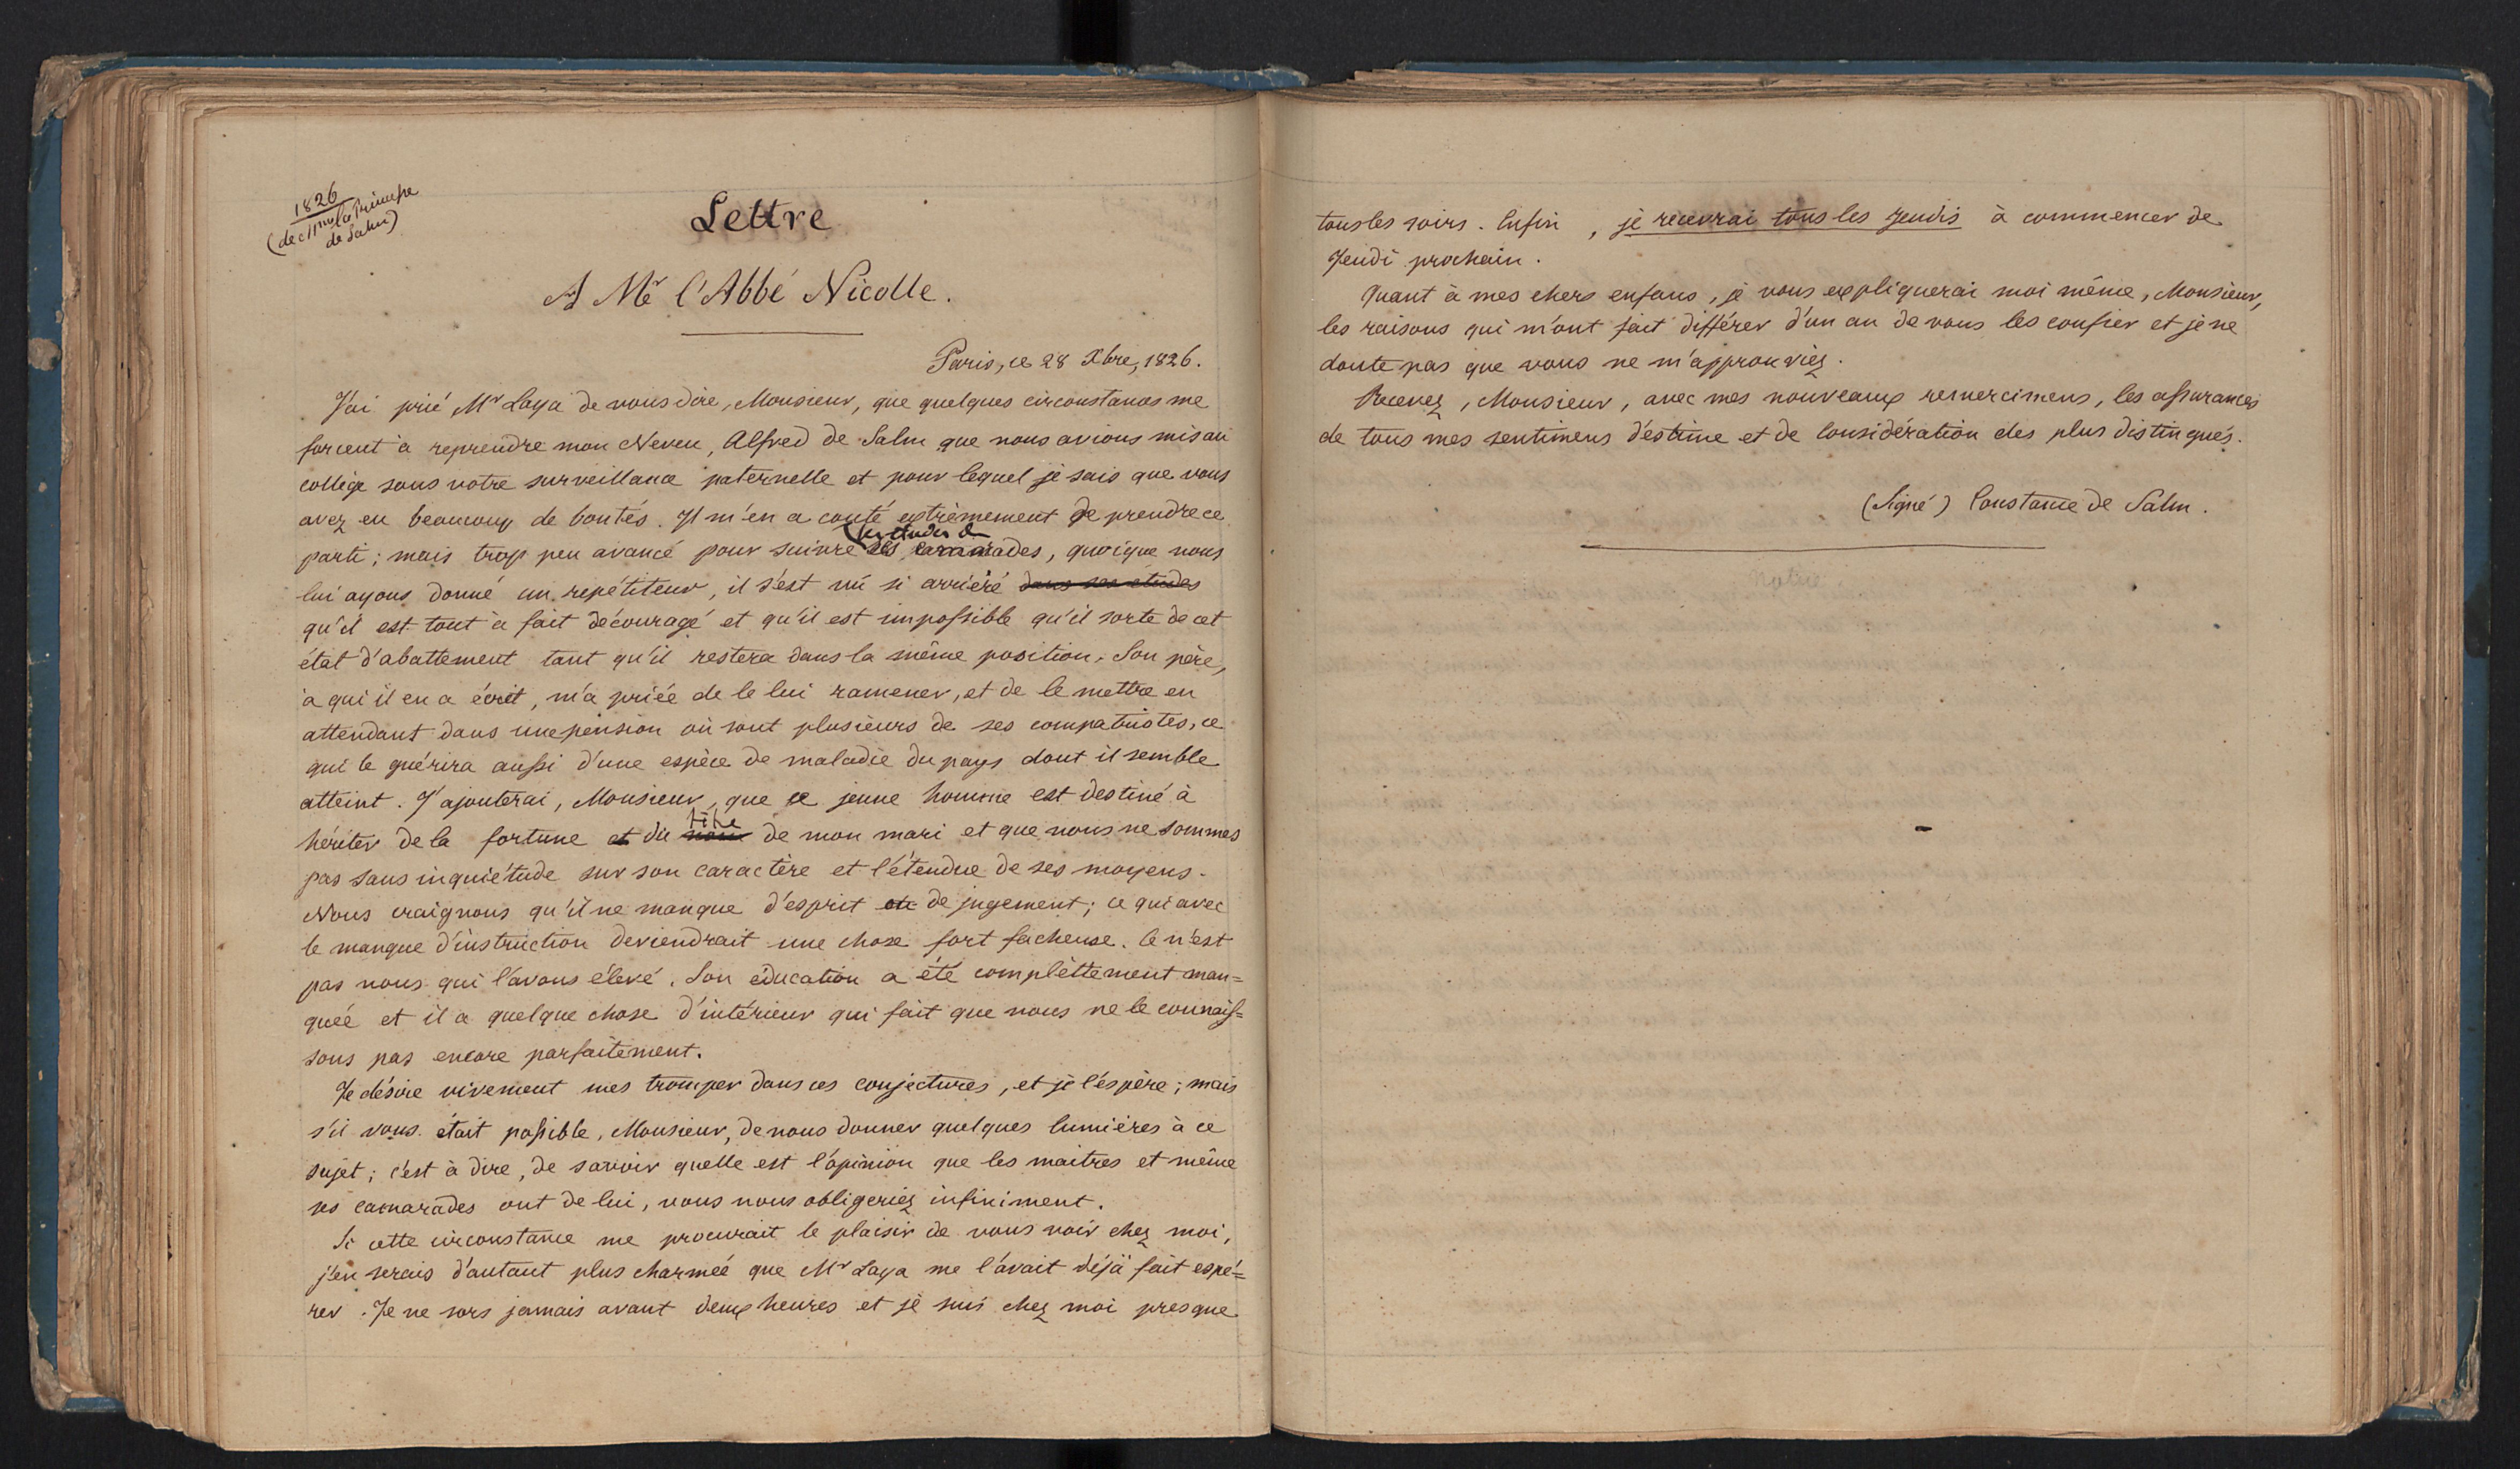 1826
(de Mme la Princesse
de Salm)
Lettre
A Mr l'Abbé Nicolle.
Paris, ce 28 Xbre, 1826.
J'ai prié Mr Laya de vous dire, Monsieur, que quelques circonstances me
forcent à reprendre mon Neveu, Alfred de Salm que nous avions mis au
collège sous votre surveillance paternelle et pour lequel je sais que vous
avez eu beaucoup de bontés. Il m'en a couté extrèmement de prendre ce
les études de
parti; mais trop peu avancé pour suivre ses camarades, quoique nous
lui ayons donné un repétiteur, il s'est vû si arriéré dans ses études
qu'il est tout à fait découragé et qu'il est impossible qu'il sorte de cet
état d'abattement tant qu'il restera dans la même position. Son père,
à qui il en a écrit, m'a priée de le lui ramener, et de le mettre en
attendant dans une pension où sont plusieurs de ses compatriotes, ce
qui le guérira aussi d'une espèce de maladie du pays dont il semble
atteint. J'ajouterai, Monsieur, que ce jeune homme est destiné à
titre
hériter de la fortune et du nom de mon mari et que nous ne sommes
pas sans inquiétude sur son caractère et l'étendue de ses moyens.
Nous craignons qu'il ne manque d'esprit et de jugement; ce qui avec
le manque d'instruction deviendrait une chose fort facheuse. Ce n'est
pas nous qui l'avons élevé. Son éducation a été complèttement man=
quée et il a quelque chose d'intérieur qui fait que nous ne le connais=
sons pas encore parfaitement.
Je désire vivement mes tromper dans ces conjectures, et je l'espère; mais
s'il vous était possible, Monsieur, de nous donner quelques lumières à ce
sujet; c'est à dire, de savoir quelle est l'opinion que les maitres et même
ses camarades ont de lui, vous nous obligeriez infiniment.
Si cette circonstance me procurait le plaisir de vous voir chez moi,
j'en serais d'autant plus charmée que Mr Laya me l'avait déjà fait espé=
rer. Je ne sors jamais avant deux heures et je suis chez moi presque
tous les soirs. Enfin, je recevrai tous les Jeudis à commencer de
Jeudi prochain.
Quant à mes chers enfans, je vous expliquerai moi même, Monsieur,
les raisons qui m'ont fait différer d'un an de vous les confier et je ne
doute pas que vous ne m'approuviez.
Recevez, Monsieur, avec mes nouveaux remercimens, les assurances
de tous mes sentimens d'estime et de Considération des plus distingués.
(Signé) Constance de Salm.